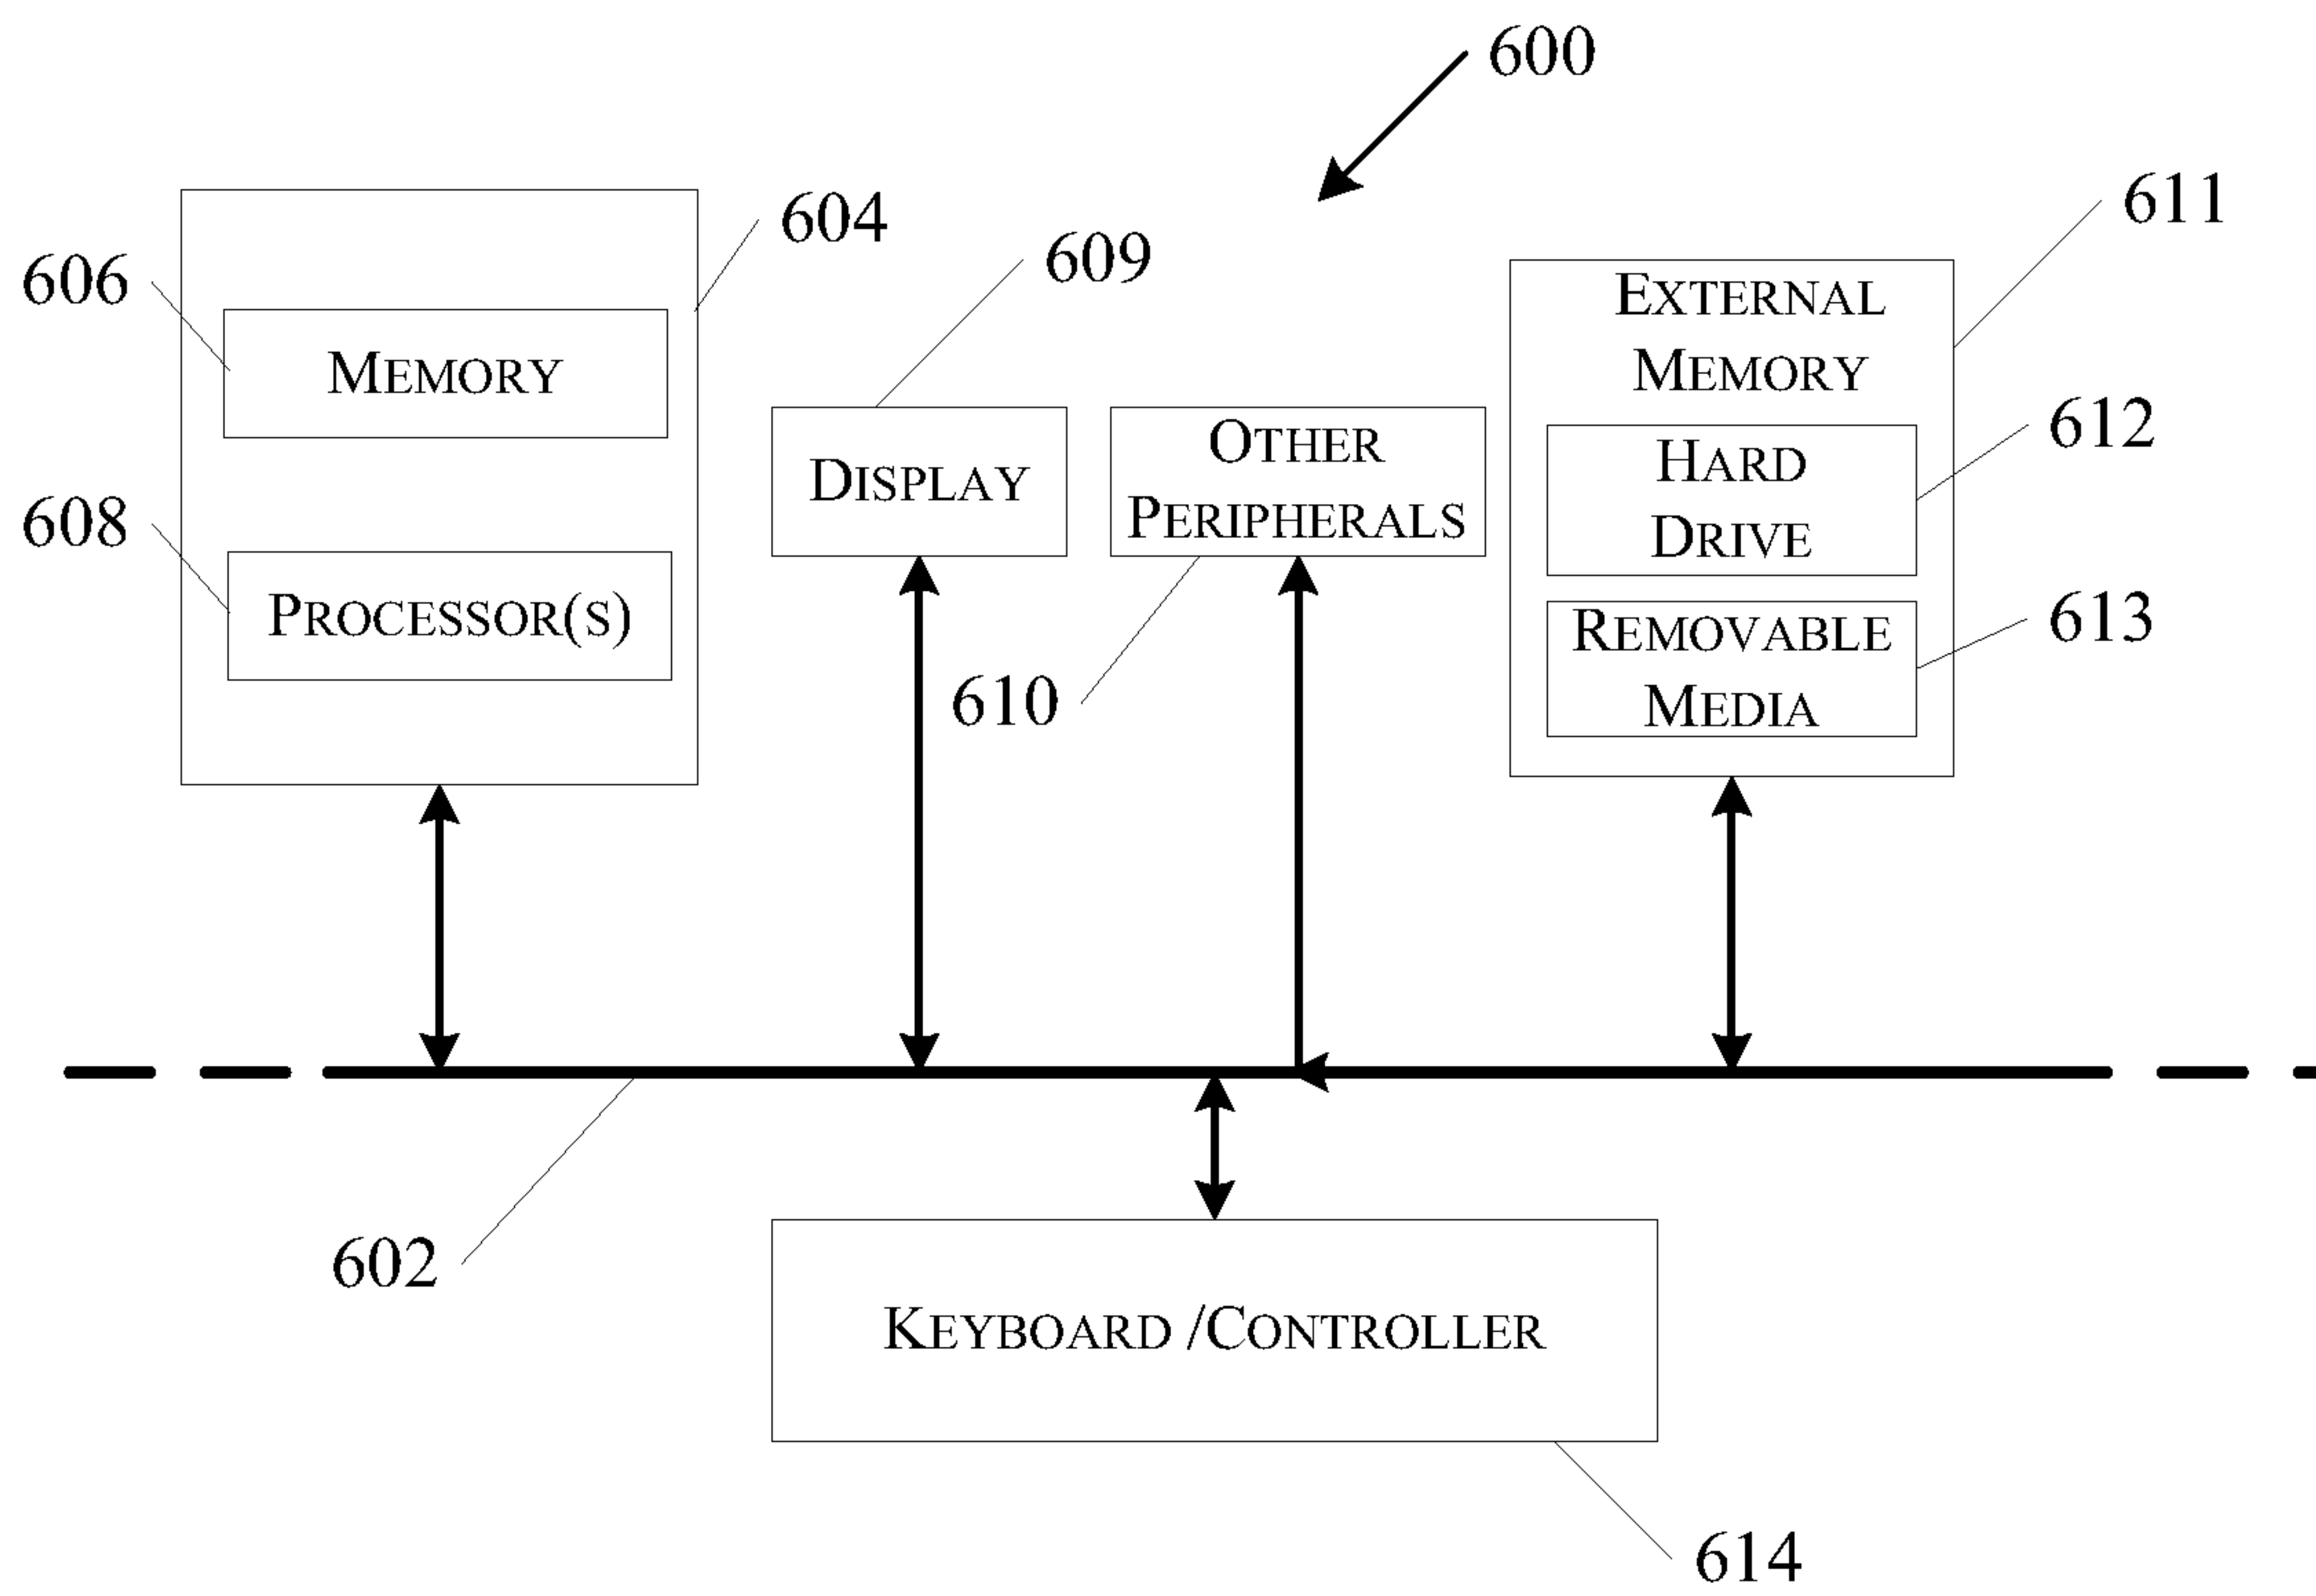 600
611
604
609
606
EXTERNAL
MEMORY
MEMORY
612
OTHER
PERIPHERALS
DISPLAY
HARD
DRIVE
608
PROCESSOR(S)
613
REMOVABLE
MEDIA
610
602
KEYBOARD /CONTROLLER
614